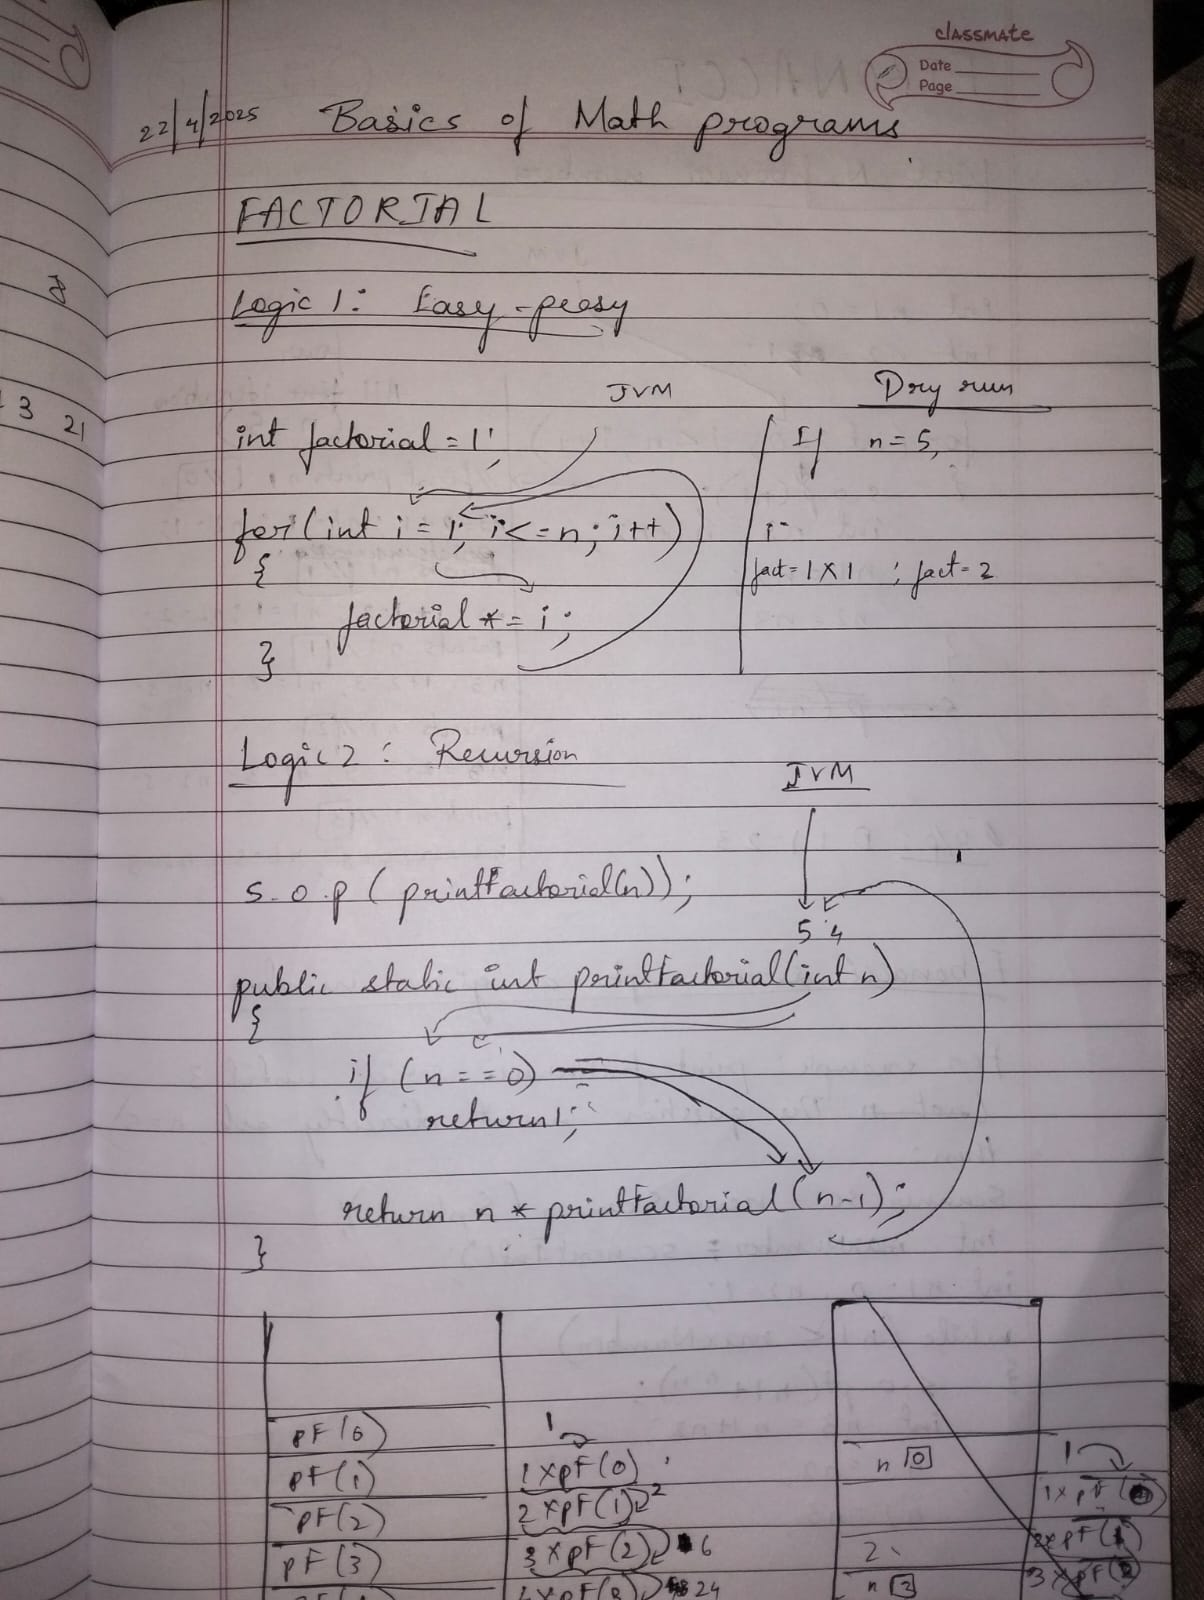 classmate
Date
Page
22/4/2025 Basics of Math programs
FACTORIAL
Logic 1: Easy-peasy
JVM
Dry run
int factorial = 1;
If n = 5,
for(int i = 1; i<=n; i++)
i=
{
fact = 1 X 1 ; fact = 2
factorial *= i;
}
Logic 2: Recursion
JVM
S.o.p ( printFactorial(n));
5 4
public static int printFactorial(int n)
{
if (n == 0)
return 1;
return n * printFactorial(n-1);
}
pF(0) 1 n 0 1
pF(1) 1 x pF(0) 1 x pF
pF(2) 2 x pF(1) 2 2 x pF(1)
pF(3) 3 x pF(2) 6 2 3 x pF(2)
4 x pF(3) 24 n 3
8
3 21